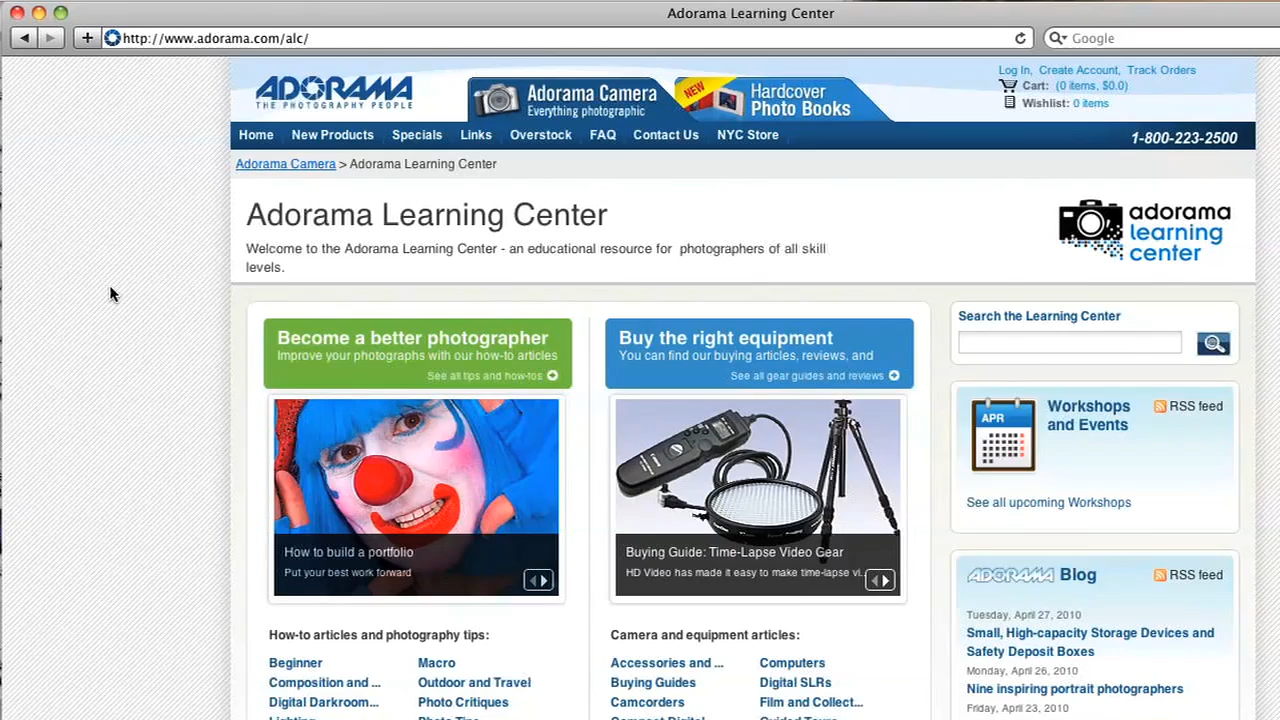 Adorama Learning Center
http://www.adorama.com/alc/
Google
ADORAMA
THE PHOTOGRAPHY PEOPLE
Adorama Camera
Everything photographic
NEW
Hardcover
Photo Books
Log In, Create Account, Track Orders
Cart: (0 items, $0.0)
Wishlist: 0 items
Home New Products Specials Links Overstock FAQ Contact Us NYC Store
1-800-223-2500
Adorama Camera > Adorama Learning Center
Adorama Learning Center
Welcome to the Adorama Learning Center - an educational resource for photographers of all skill
levels.
adorama
learning
center
Become a better photographer
Improve your photographs with our how-to articles
See all tips and how-tos
Buy the right equipment
You can find our buying articles, reviews, and
See all gear guides and reviews
Search the Learning Center
How to build a portfolio
Put your best work forward
Buying Guide: Time-Lapse Video Gear
HD Video has made it easy to make time-lapse vi...
APR
Workshops
and Events
RSS feed
See all upcoming Workshops
ADORAMA Blog
RSS feed
Tuesday, April 27, 2010
Small, High-capacity Storage Devices and
Safety Deposit Boxes
Monday, April 26, 2010
Nine inspiring portrait photographers
Friday, April 23, 2010
How-to articles and photography tips:
Beginner Macro
Composition and ... Outdoor and Travel
Digital Darkroom... Photo Critiques
Lighting Photo Tips
Camera and equipment articles:
Accessories and ... Computers
Buying Guides Digital SLRs
Camcorders Film and Collect...
Compact Digital Guided Tours